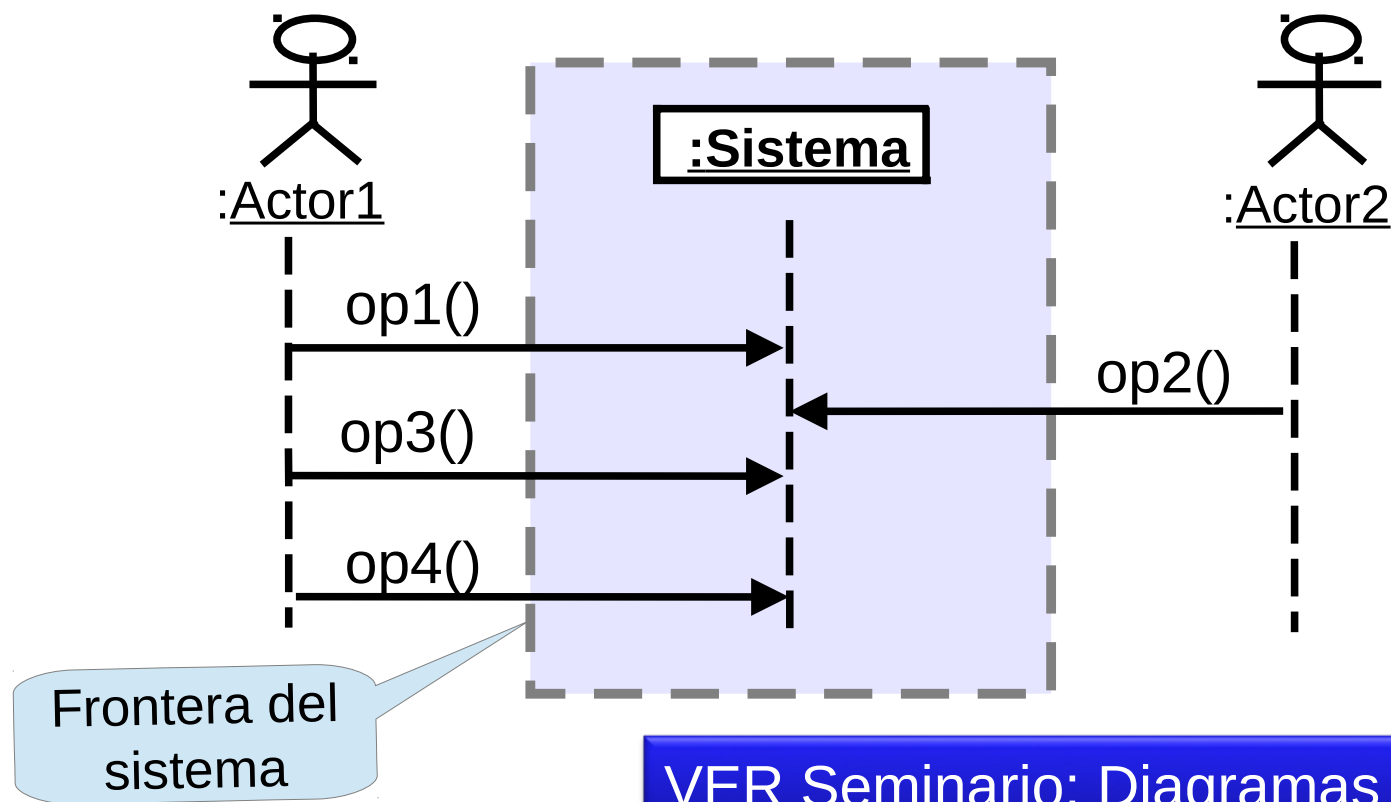 :Sistema
:Actor1
:Actor2
op1()
op2()
op3()
op4()
Frontera del
sistema
VER Seminario: Diagramas